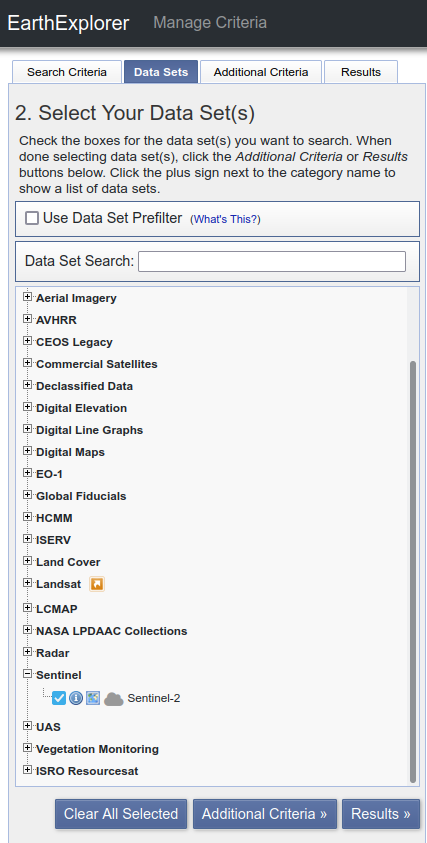 EarthExplorer Manage Criteria
Search Criteria Data Sets Additional Criteria Results
2. Select Your Data Set(s)
Check the boxes for the data set(s) you want to search. When
done selecting data set(s), click the Additional Criteria or Results
buttons below. Click the plus sign next to the category name to
show a list of data sets.
Use Data Set Prefilter (What's This?)
Data Set Search:
Aerial Imagery
AVHRR
CEOS Legacy
Commercial Satellites
Declassified Data
Digital Elevation
Digital Line Graphs
Digital Maps
EO-1
Global Fiducials
HCMM
ISERV
Land Cover
Landsat
LCMAP
NASA LPDAAC Collections
Radar
Sentinel
Sentinel-2
UAS
Vegetation Monitoring
ISRO Resourcesat
Clear All Selected Additional Criteria » Results »